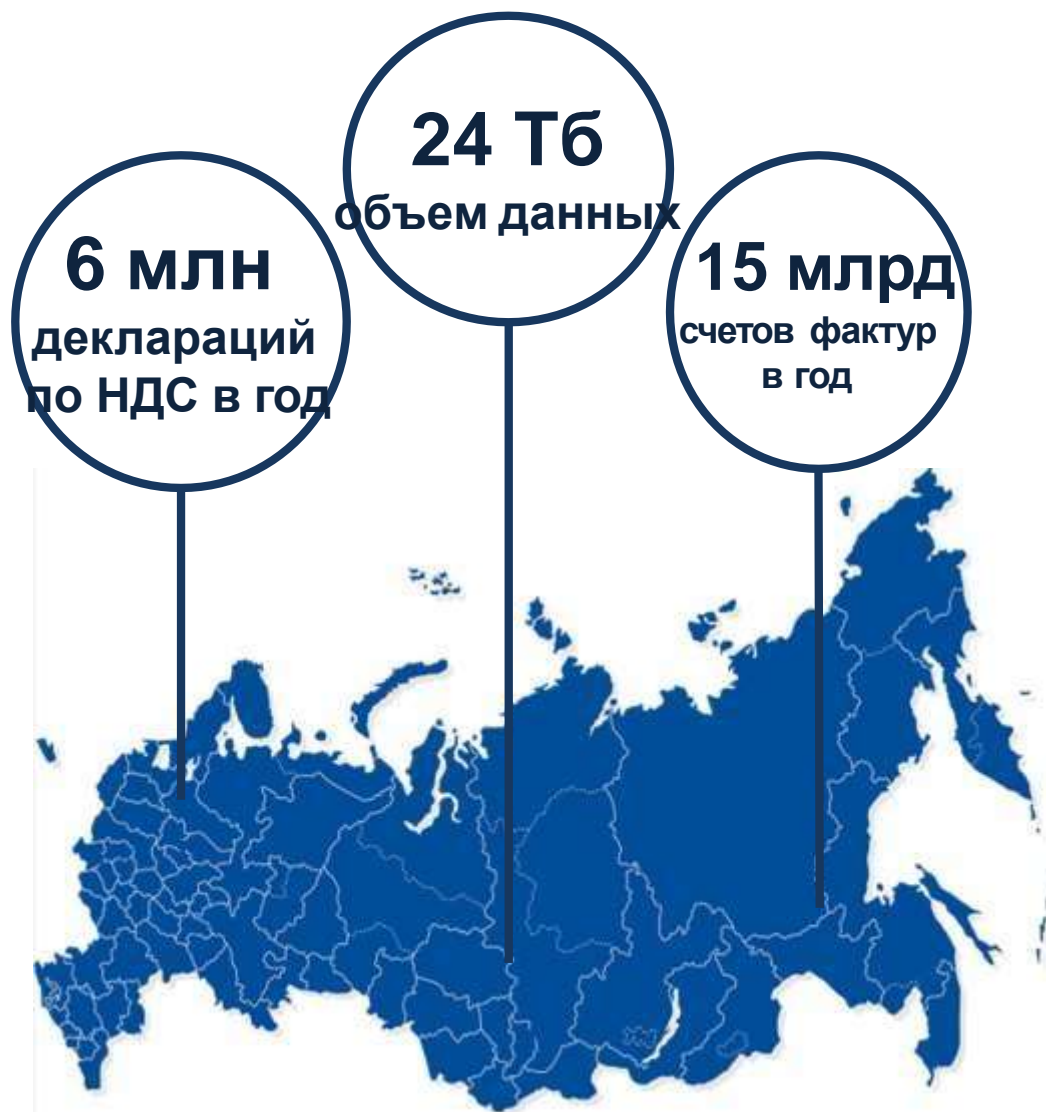 24 Тб
объем данных
6 млн
деклараций
по НДС в год
15 млрд
счетов фактур
в год